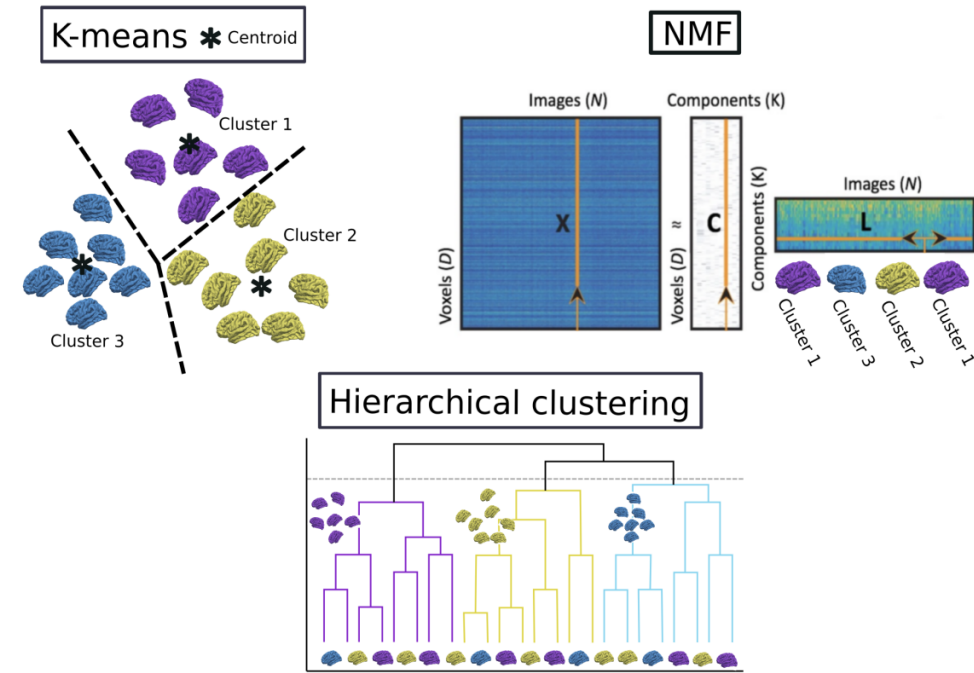 K-means * Centroid
Cluster 1
Cluster 2
Cluster 3
NMF
Images (N)
Components (K)
Voxels (D)
X
≈
Voxels (D)
C
Components (K)
Images (N)
L
Cluster 1
Cluster 3
Cluster 2
Cluster 1
Hierarchical clustering